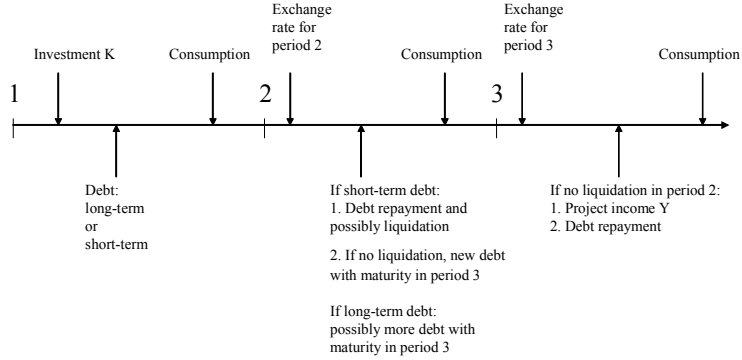 Exchange
rate for
period 2
Exchange
rate for
period 3
Investment K
Consumption
Consumption
Consumption
1
2
3
Debt:
long-term
or
short-term
If short-term debt:
1. Debt repayment and
possibly liquidation
2. If no liquidation, new debt
with maturity in period 3
If long-term debt:
possibly more debt with
maturity in period 3
If no liquidation in period 2:
1. Project income Y
2. Debt repayment